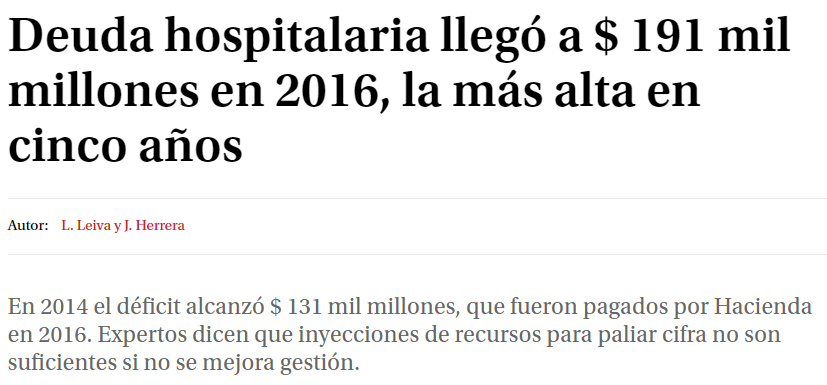 Deuda hospitalaria llegó a $ 191 mil
millones en 2016, la más alta en
cinco años
Autor: L. Leiva y J. Herrera
En 2014 el déficit alcanzó $ 131 mil millones, que fueron pagados por Hacienda
en 2016. Expertos dicen que inyecciones de recursos para paliar cifra no son
suficientes si no se mejora gestión.